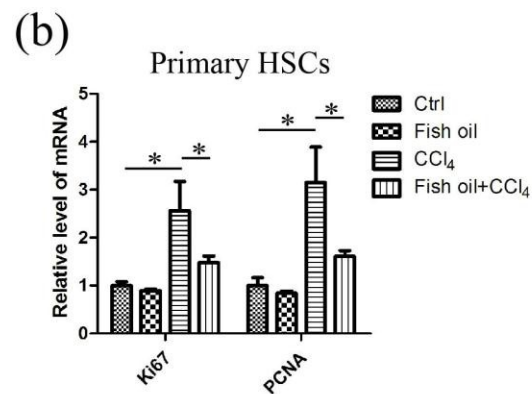 (b)
Primary HSCs
Relative level of mRNA
5
4
3
2
1
0
* *
* *
Ki67
PCNA
Ctrl
Fish oil
CCl₄
Fish oil+CCl₄